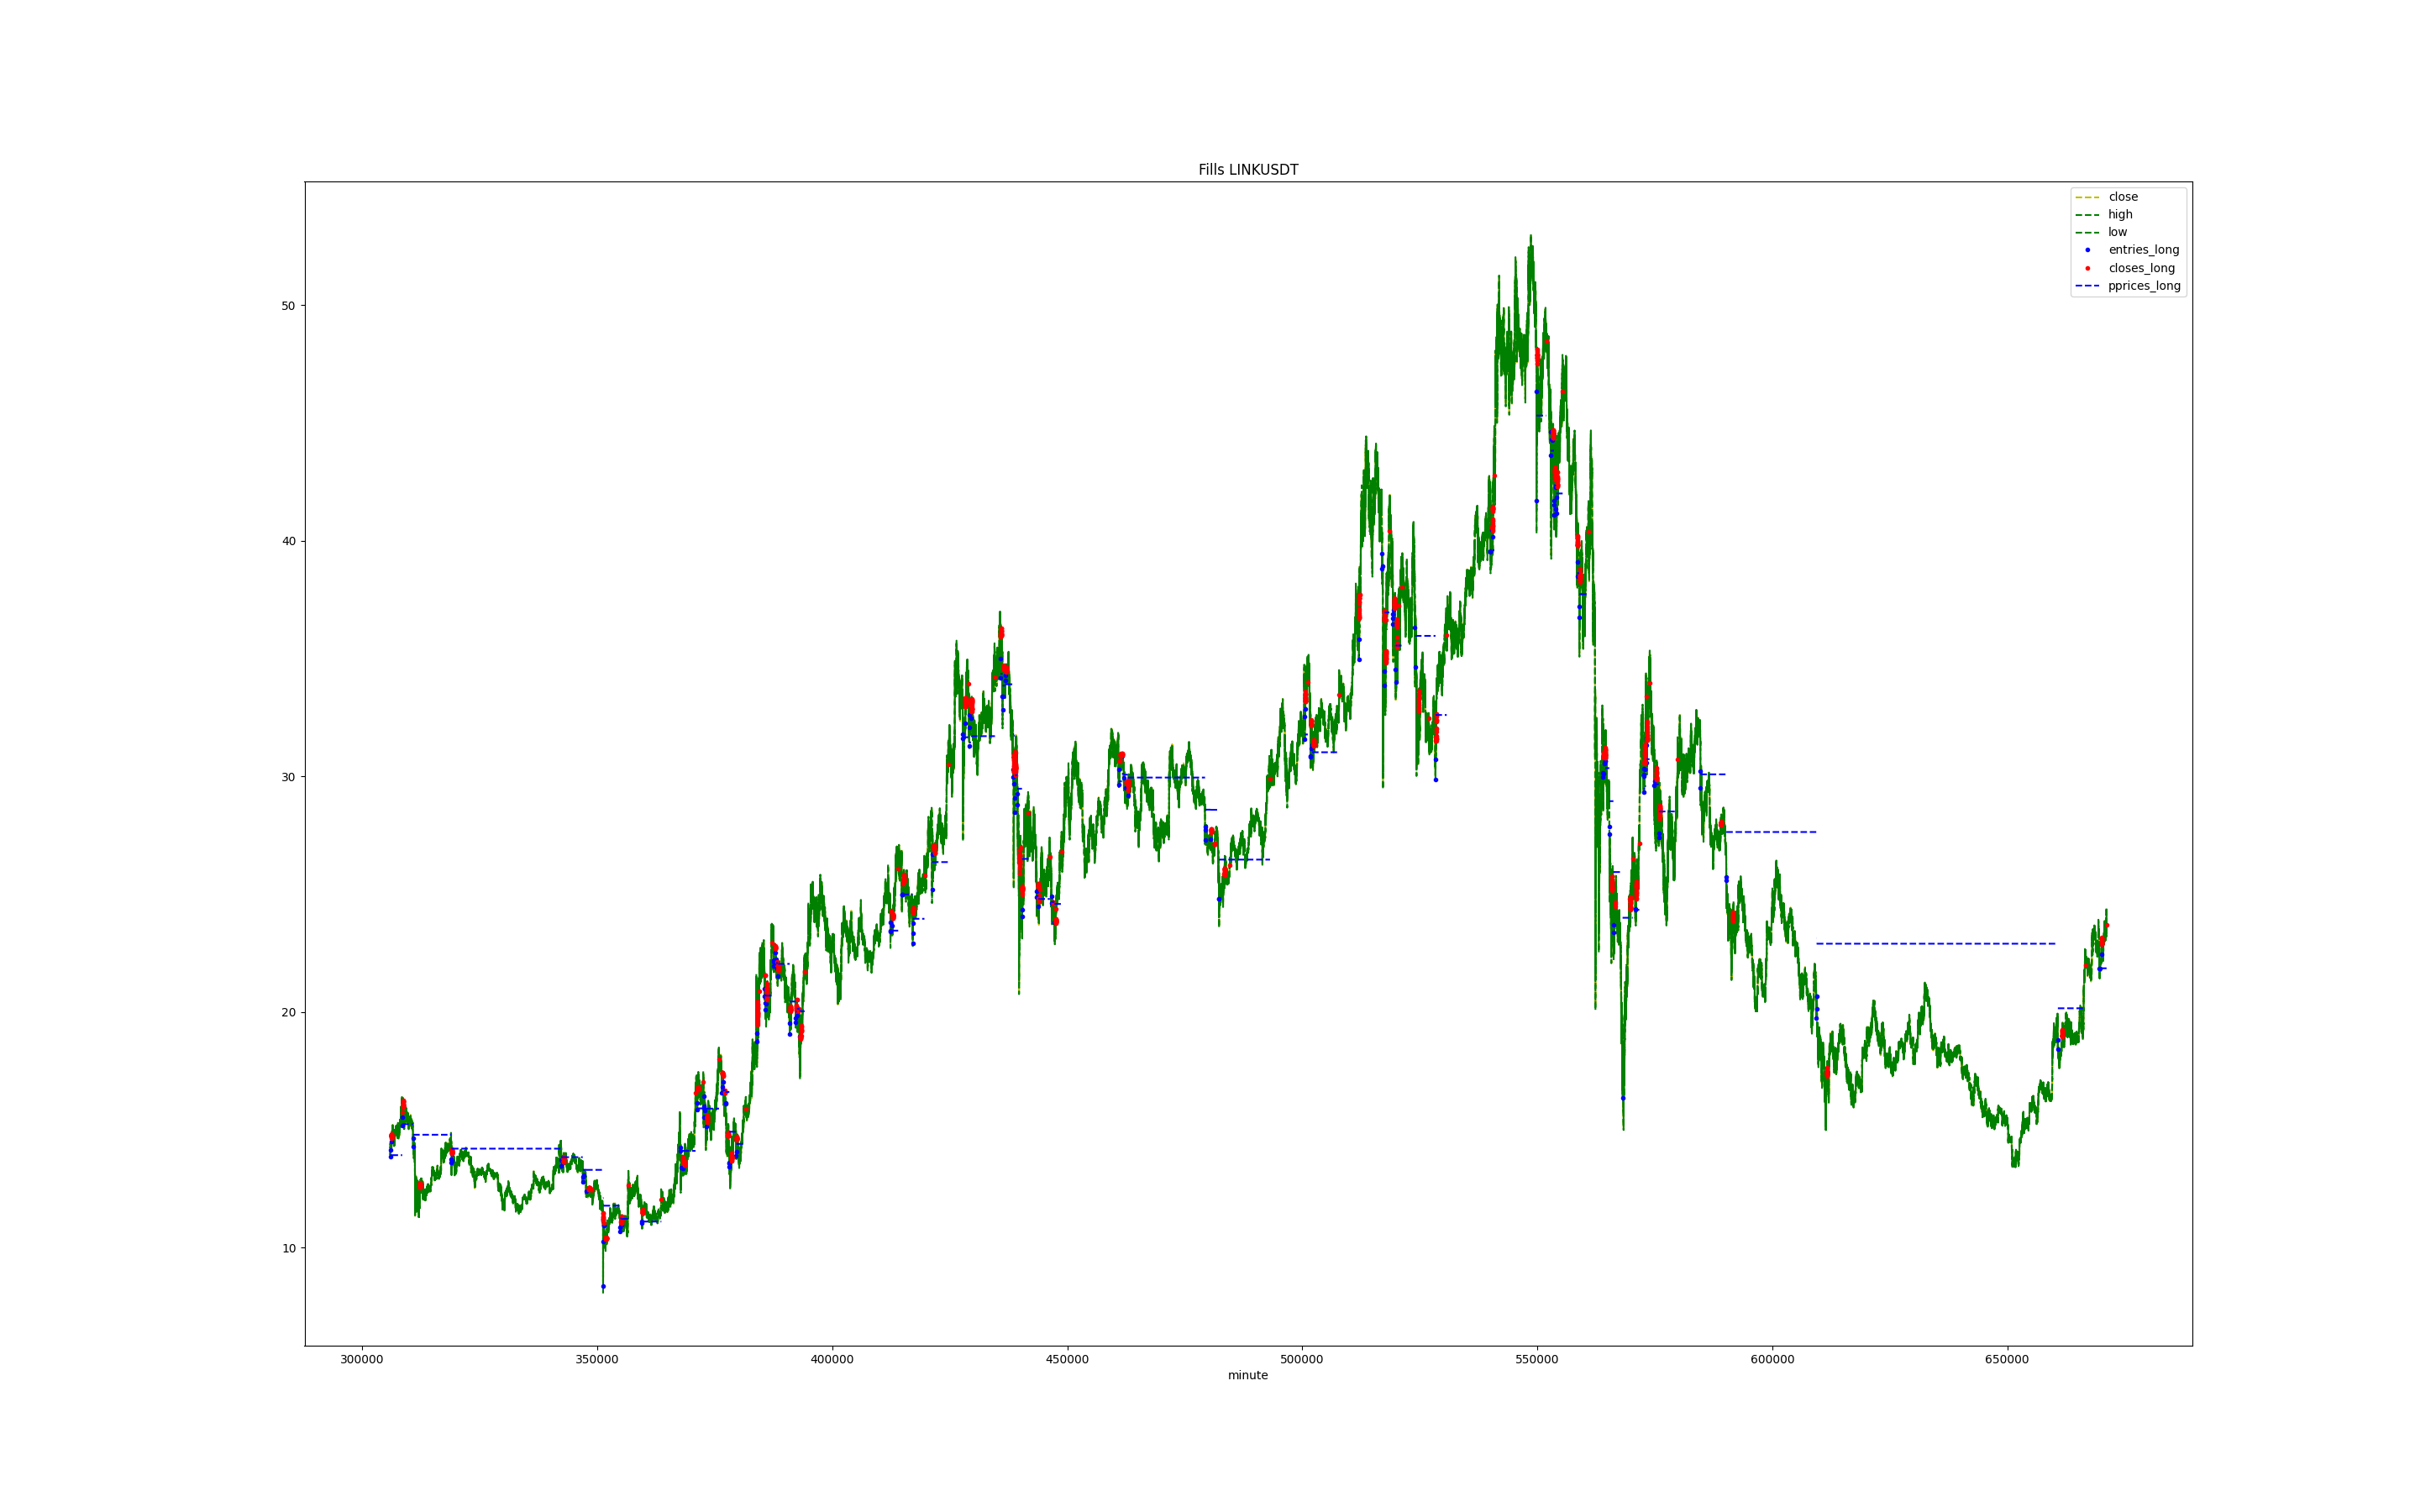 Fills LINKUSDT
close
high
low
entries_long
closes_long
pprices_long
50
40
30
20
10
300000 350000 400000 450000 500000 550000 600000 650000
minute